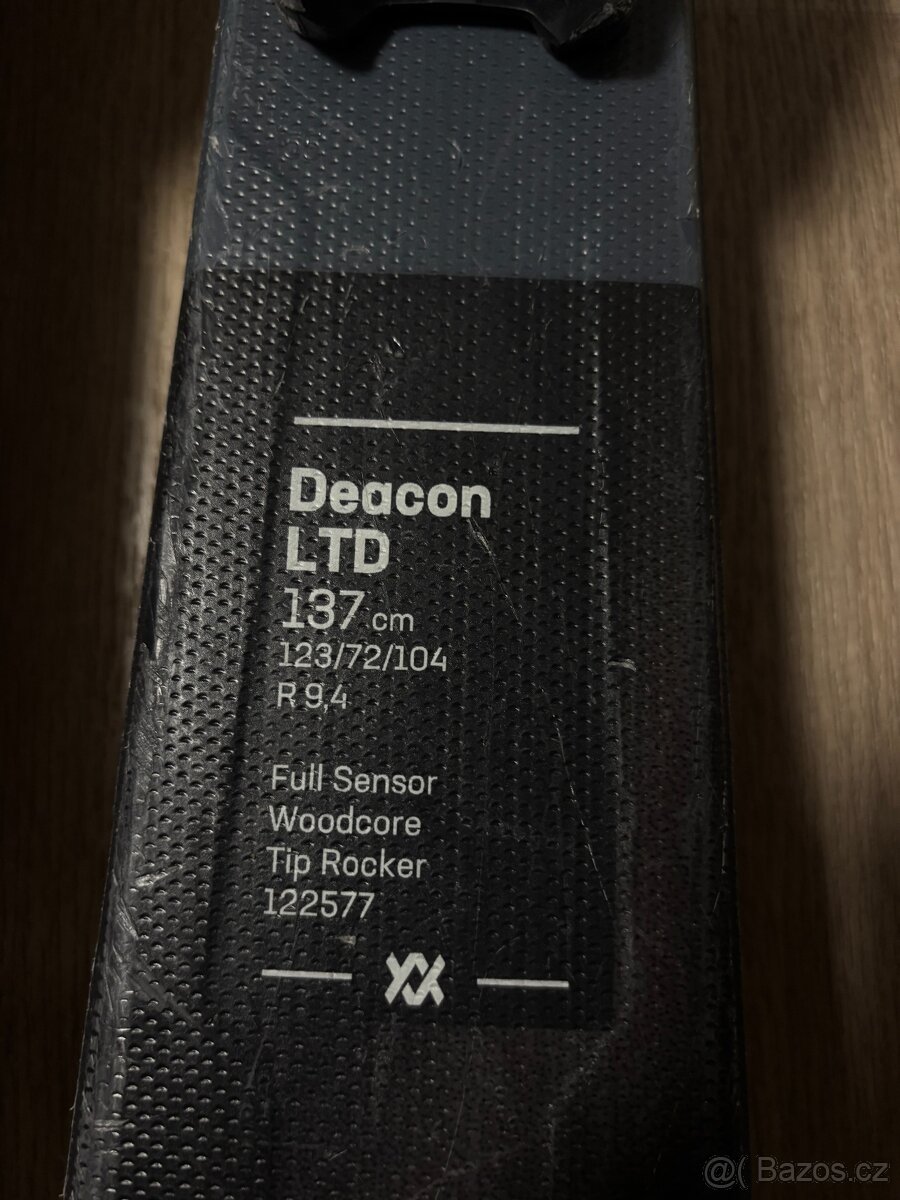 Deacon
LTD
137 cm
123/72/104
R 9,4
Full Sensor
Woodcore
Tip Rocker
122577
@( Bazos.cz